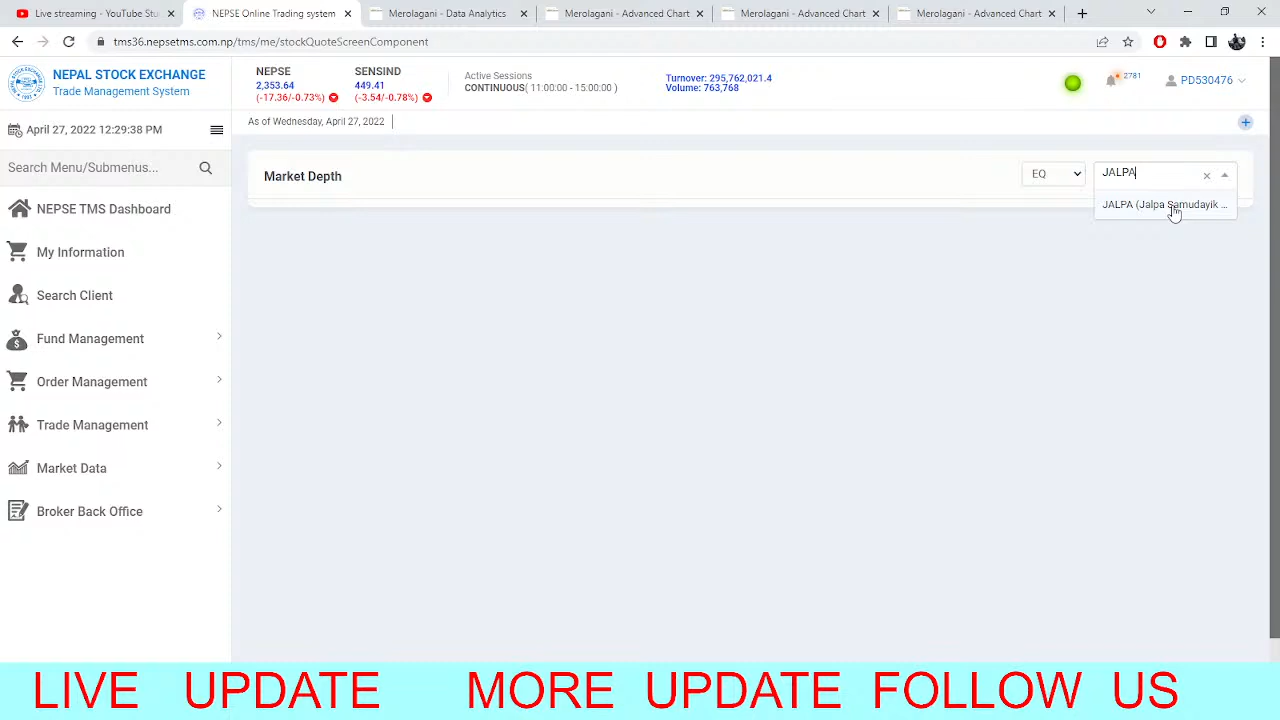 Live streaming - YouTube Stu
NEPSE Online Trading system
Merolagani - Data Analytics
Merolagani - Advanced Chart
Merolagani - Advanced Chart
Merolagani - Advanced Chart
tms36.nepsetms.com.np/tms/me/stockQuoteScreenComponent
NEPAL STOCK EXCHANGE
Trade Management System
NEPSE
2,353.64
(-17.36/-0.73%)
SENSIND
449.41
(-3.54/-0.78%)
Active Sessions
CONTINUOUS( 11:00:00 - 15:00:00 )
Turnover: 295,762,021.4
Volume: 763,768
2781
PD530476
April 27, 2022 12:29:38 PM
As of Wednesday, April 27, 2022
Search Menu/Submenus...
Market Depth
EQ
JALPA
JALPA (Jalpa Samudayik ...
NEPSE TMS Dashboard
My Information
Search Client
Fund Management
Order Management
Trade Management
Market Data
Broker Back Office
LIVE UPDATE MORE UPDATE FOLLOW US